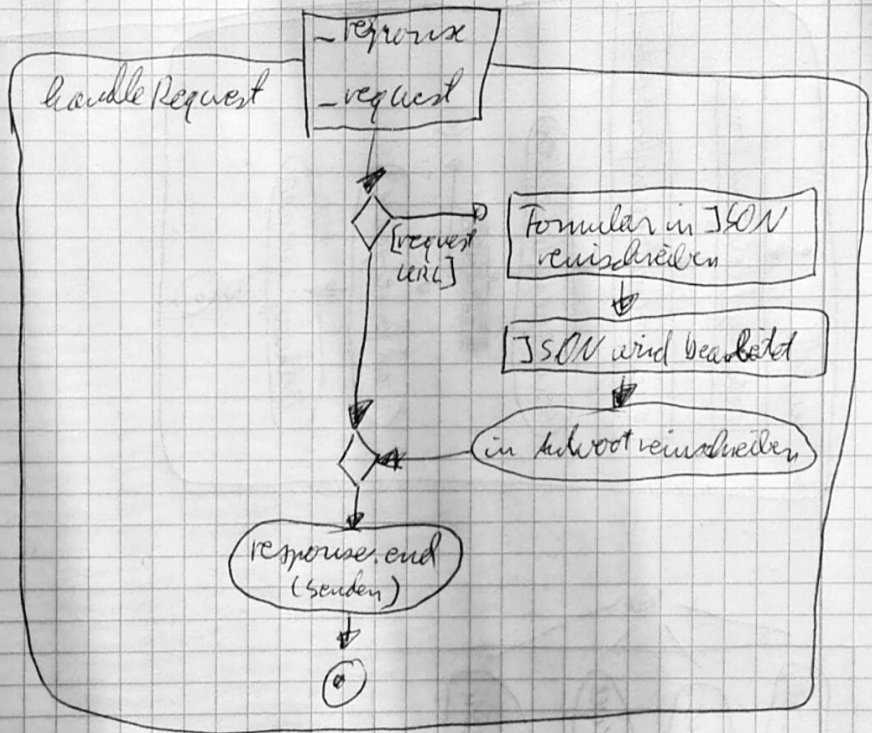 _response
_request
handleRequest
[request
URL]
Formular in JSON
reinschreiben
JSON wird bearbeitet
in Antwort reinschreiben
response.end
(senden)